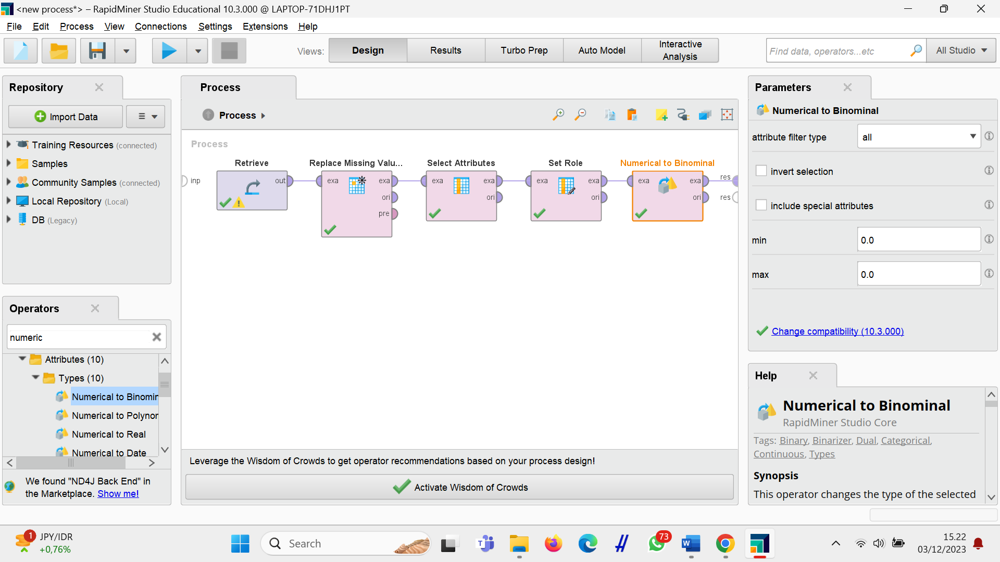 <new process*> – RapidMiner Studio Educational 10.3.000 @ LAPTOP-71DHJ1PT
File Edit Process View Connections Settings Extensions Help
Views: Design Results Turbo Prep Auto Model Interactive Analysis
Find data, operators...etc All Studio
Repository
Import Data
Training Resources (connected)
Samples
Community Samples (connected)
Local Repository (Local)
DB (Legacy)
Operators
numeric
Attributes (10)
Types (10)
Numerical to Binomin
Numerical to Polynor
Numerical to Real
Numerical to Date
We found "ND4J Back End" in
the Marketplace. Show me!
Process
Process
Process
Retrieve Replace Missing Valu... Select Attributes Set Role Numerical to Binominal
inp out exa exa exa exa exa exa exa exa res
ori ori ori ori res
pre
Leverage the Wisdom of Crowds to get operator recommendations based on your process design!
Activate Wisdom of Crowds
Parameters
Numerical to Binominal
attribute filter type all
invert selection
include special attributes
min 0.0
max 0.0
Change compatibility (10.3.000)
Help
Numerical to Binominal
RapidMiner Studio Core
Tags: Binary, Binarizer, Dual, Categorical,
Continuous, Types
Synopsis
This operator changes the type of the selected
1 JPY/IDR
+0,76%
Search
T
73
W
15.22
03/12/2023